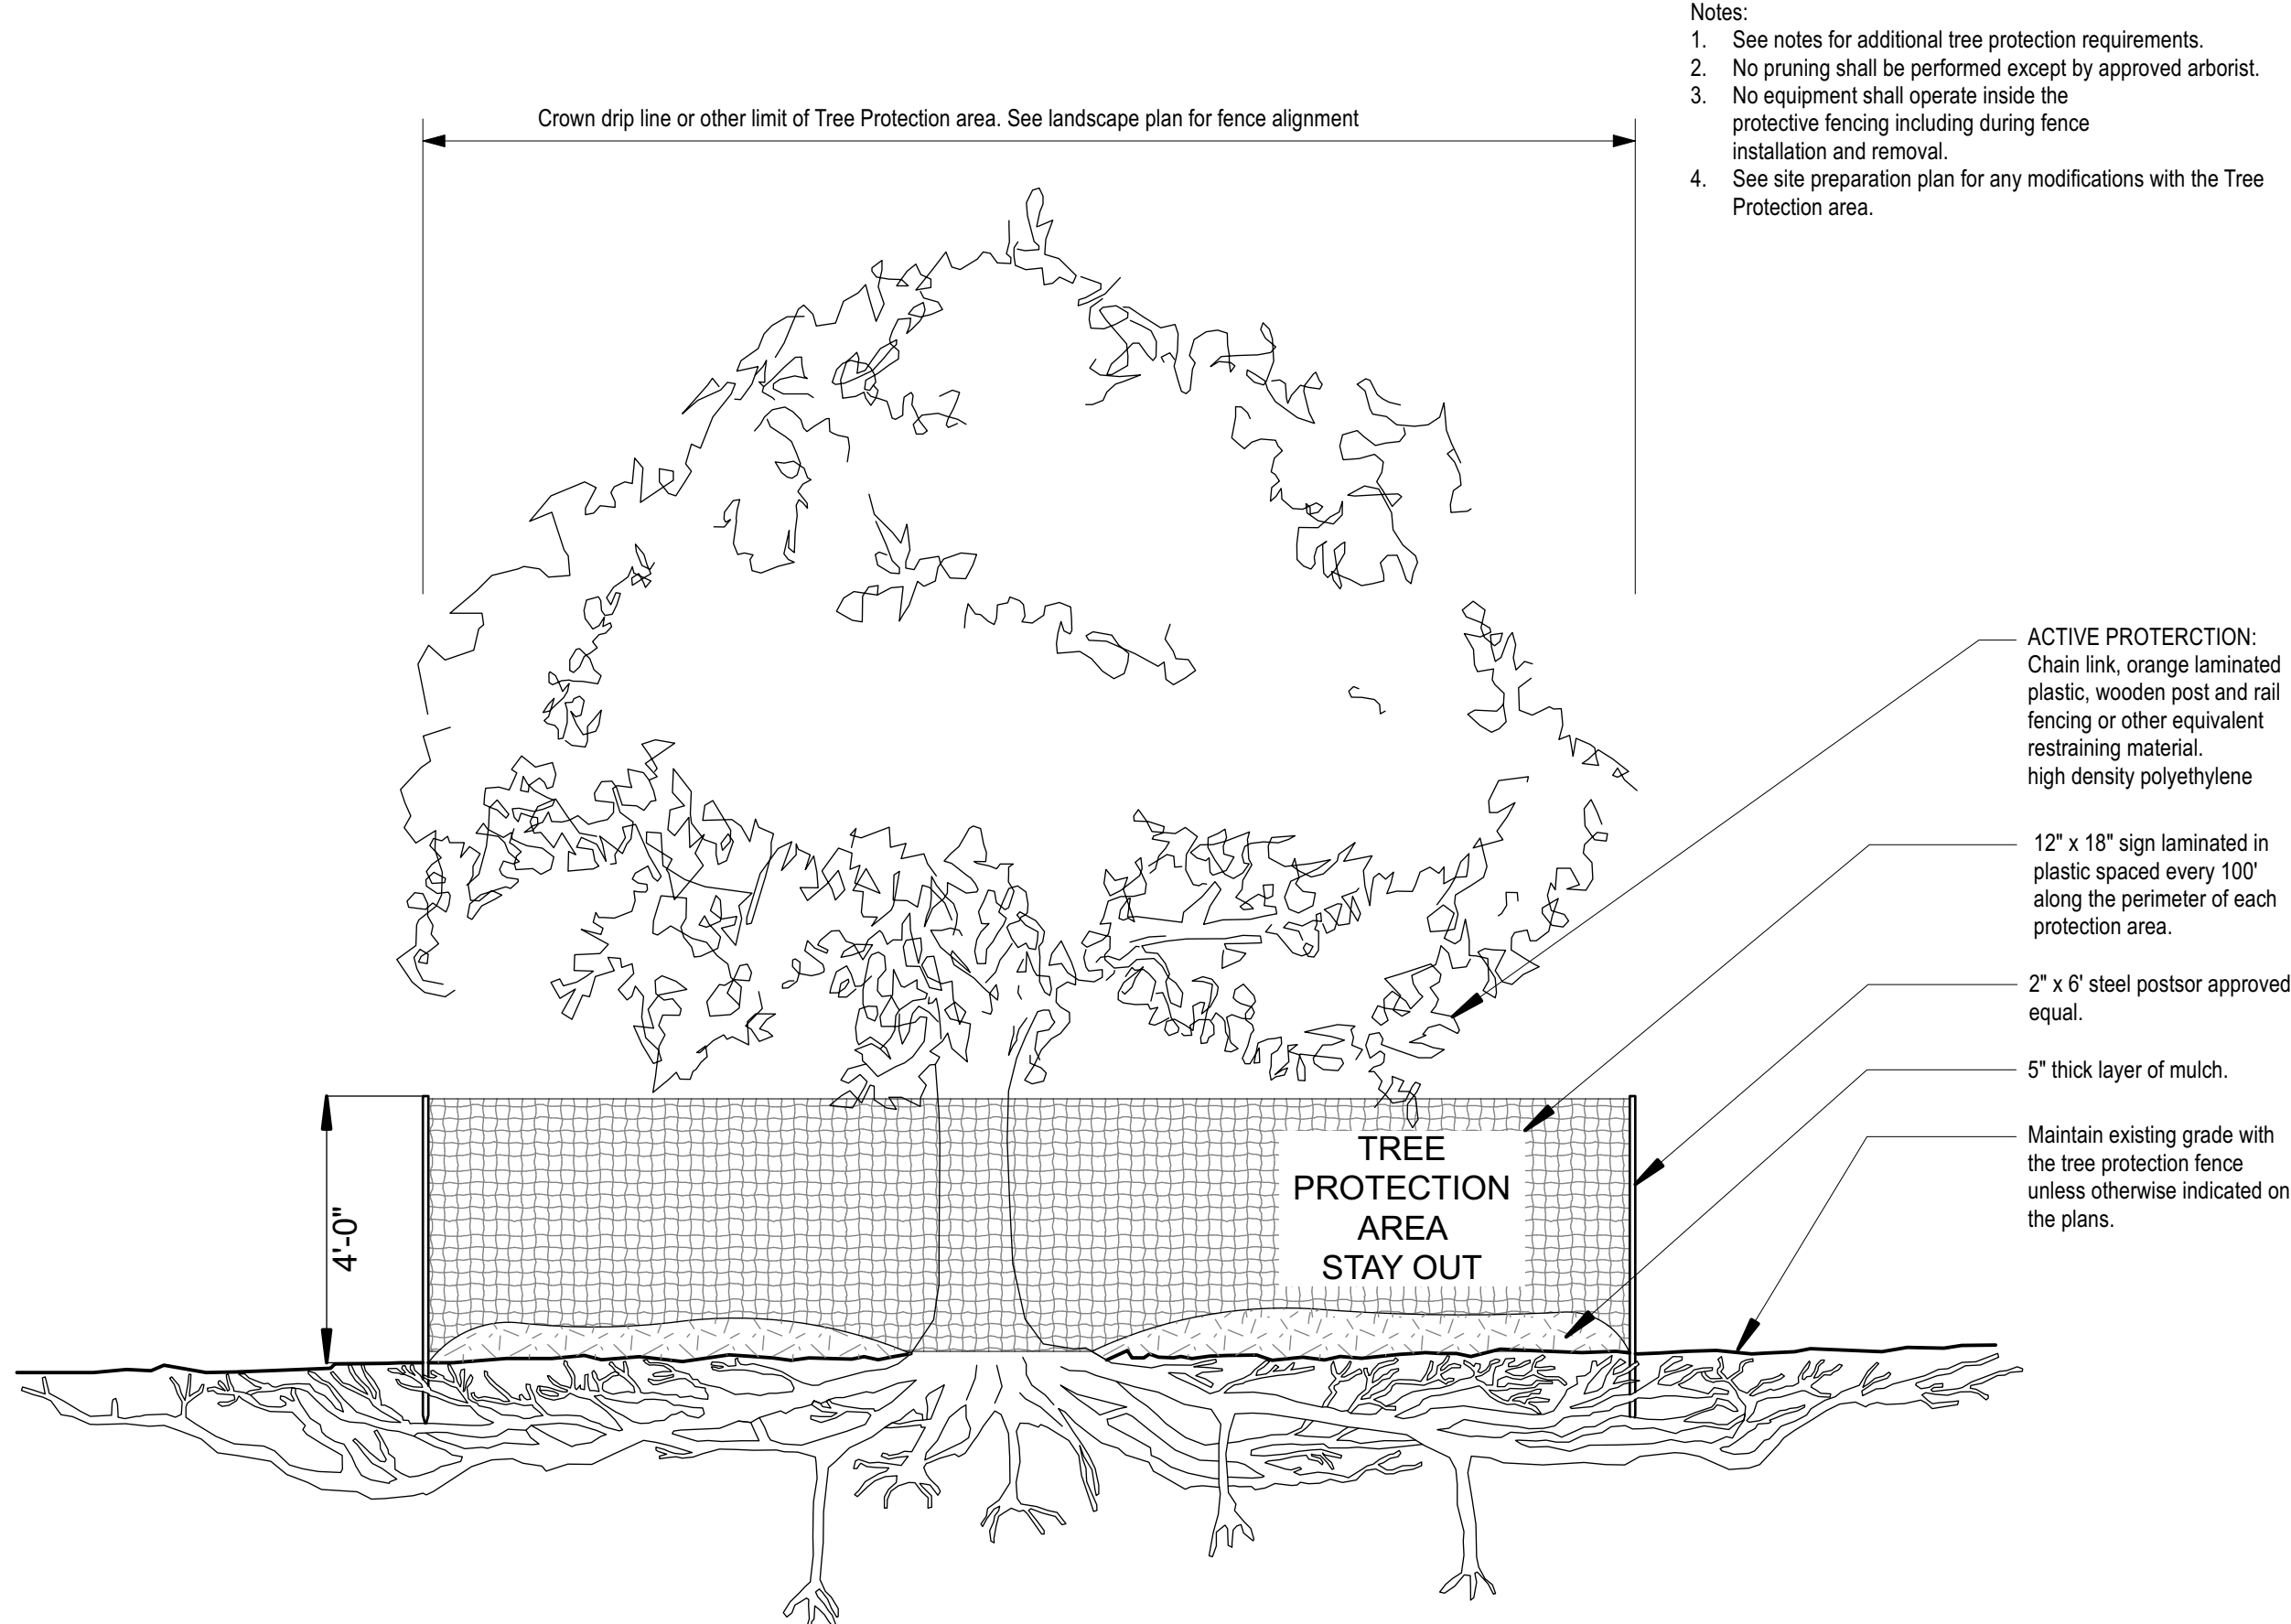 Notes:
1. See notes for additional tree protection requirements.
2. No pruning shall be performed except by approved arborist.
3. No equipment shall operate inside the
protective fencing including during fence
installation and removal.
4. See site preparation plan for any modifications with the Tree
Protection area.
Crown drip line or other limit of Tree Protection area. See landscape plan for fence alignment
ACTIVE PROTERCTION:
Chain link, orange laminated
plastic, wooden post and rail
fencing or other equivalent
restraining material.
high density polyethylene
12" x 18" sign laminated in
plastic spaced every 100'
along the perimeter of each
protection area.
2" x 6' steel postsor approved
equal.
5" thick layer of mulch.
Maintain existing grade with
the tree protection fence
unless otherwise indicated on
the plans.
TREE
PROTECTION
AREA
STAY OUT
4'-0"